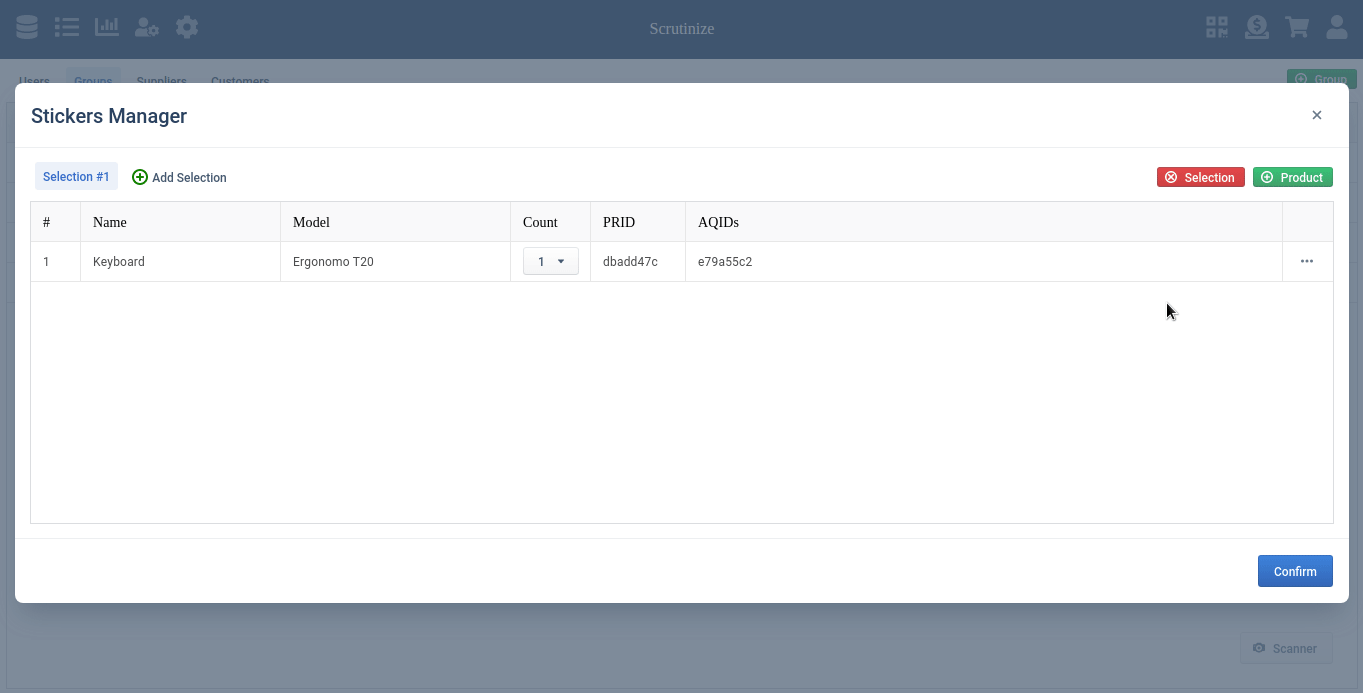 Scrutinize
Users Groups Suppliers Customers
Group
Stickers Manager
Selection #1 Add Selection Selection Product
# Name Model Count PRID AQIDs
1 Keyboard Ergonomo T20 1 dbadd47c e79a55c2
Confirm
Scanner